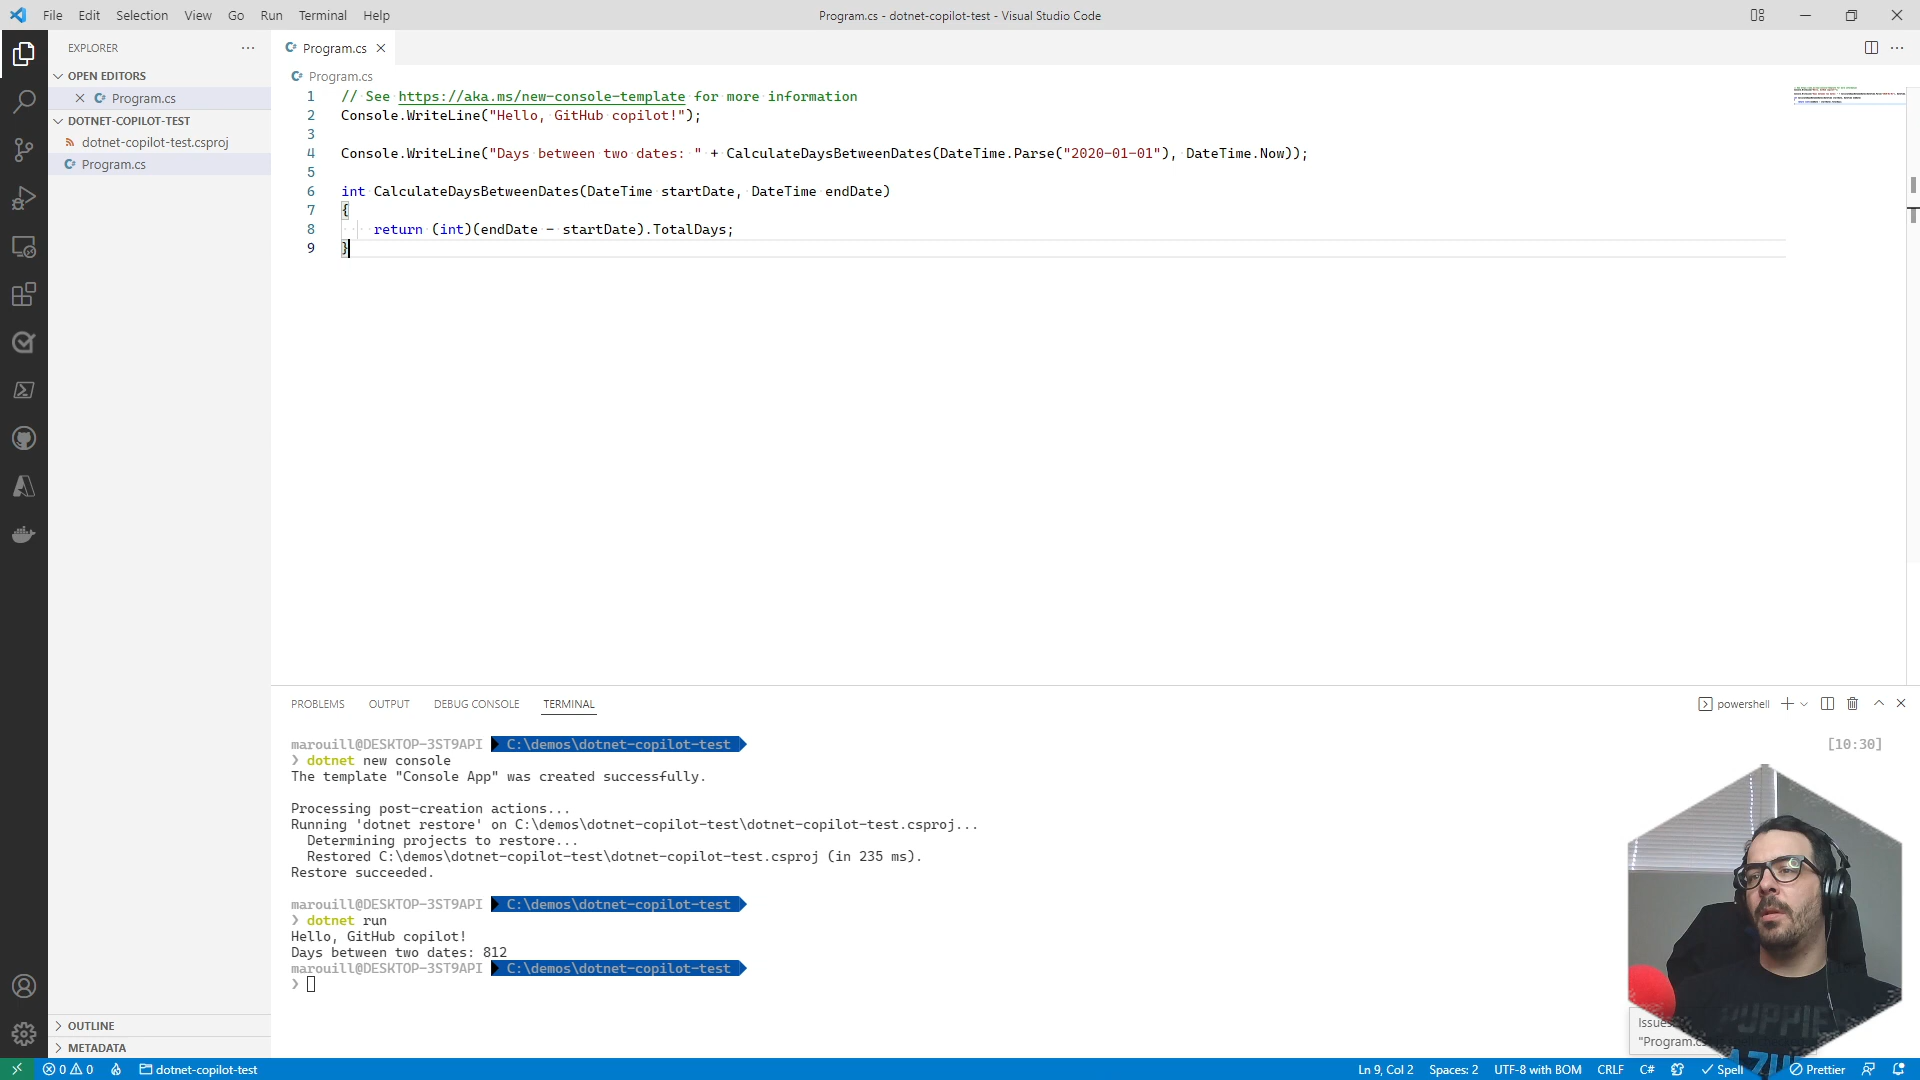 File Edit Selection View Go Run Terminal Help
Program.cs - dotnet-copilot-test - Visual Studio Code
EXPLORER
OPEN EDITORS
Program.cs
DOTNET-COPILOT-TEST
dotnet-copilot-test.csproj
Program.cs
OUTLINE
METADATA
Program.cs
Program.cs
1 // See https://aka.ms/new-console-template for more information
2 Console.WriteLine("Hello, GitHub copilot!");
3
4 Console.WriteLine("Days between two dates: " + CalculateDaysBetweenDates(DateTime.Parse("2020-01-01"), DateTime.Now));
5
6 int CalculateDaysBetweenDates(DateTime startDate, DateTime endDate)
7 {
8 return (int)(endDate - startDate).TotalDays;
9 }
PROBLEMS OUTPUT DEBUG CONSOLE TERMINAL
powershell
marouill@DESKTOP-3ST9API C:\demos\dotnet-copilot-test [10:30]
❯ dotnet new console
The template "Console App" was created successfully.
Processing post-creation actions...
Running 'dotnet restore' on C:\demos\dotnet-copilot-test\dotnet-copilot-test.csproj...
Determining projects to restore...
Restored C:\demos\dotnet-copilot-test\dotnet-copilot-test.csproj (in 235 ms).
Restore succeeded.
marouill@DESKTOP-3ST9API C:\demos\dotnet-copilot-test
❯ dotnet run
Hello, GitHub copilot!
Days between two dates: 812
marouill@DESKTOP-3ST9API C:\demos\dotnet-copilot-test
❯
PUPPIE
Issues
"Program.c
0 0 dotnet-copilot-test
Ln 9, Col 2 Spaces: 2 UTF-8 with BOM CRLF C# Spell Prettier